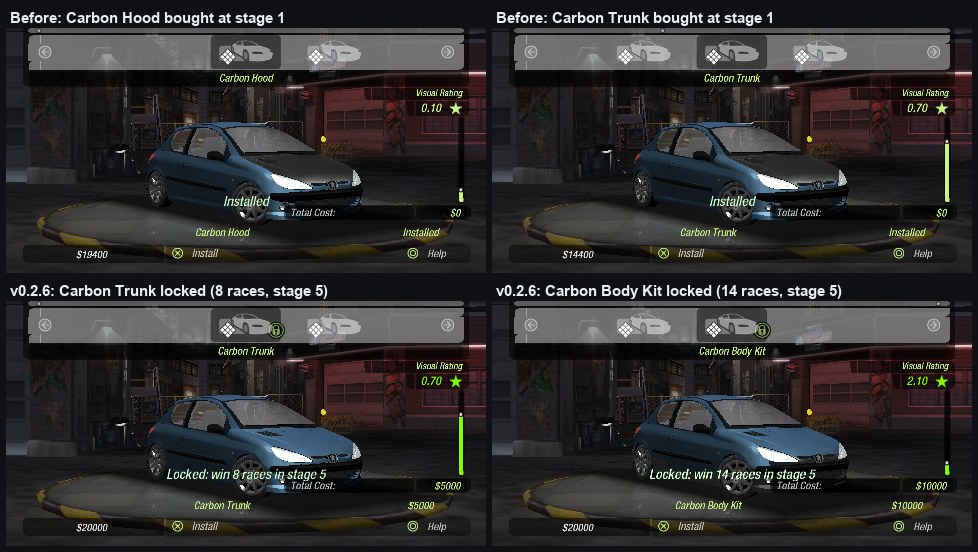 Before: Carbon Hood bought at stage 1
Carbon Hood
Visual Rating
0.10
Installed
Total Cost:
$0
Carbon Hood
Installed
$19400
Install
Help
Before: Carbon Trunk bought at stage 1
Carbon Trunk
Visual Rating
0.70
Installed
Total Cost:
$0
Carbon Trunk
Installed
$14400
Install
Help
v0.2.6: Carbon Trunk locked (8 races, stage 5)
Carbon Trunk
Visual Rating
0.70
Locked: win 8 races in stage 5
Total Cost:
$5000
Carbon Trunk
$5000
$20000
Install
Help
v0.2.6: Carbon Body Kit locked (14 races, stage 5)
Carbon Body Kit
Visual Rating
2.10
Locked: win 14 races in stage 5
Total Cost:
$10000
Carbon Body Kit
$10000
$20000
Install
Help